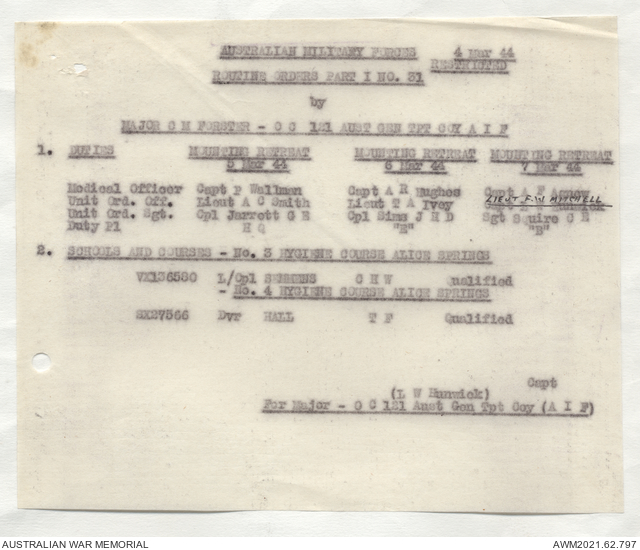 AUSTRALIAN MILITARY FORCES 4 Mar 44
RESTRICTED
ROUTINE ORDERS PART I NO. 31
by
MAJOR C M FORSTER - O C 121 AUST GEN TPT COY A I F
1. DUTIES MOUNTING RETREAT MOUNTING RETREAT MOUNTING RETREAT
5 Mar 44 6 Mar 44 7 Mar 44
Medical Officer Capt F Wallman Capt A R Hughes Capt A F
Unit Ord. Off. Lieut A C Smith Lieut T A Ivey LIEUT. F.W MITCHELL
Unit Ord. Sgt. Cpl Jarrott G E Cpl Sims J H D Sgt Squire C R
Duty Pl H Q "B" "B"
2. SCHOOLS AND COURSES - No. 3 HYGIENE COURSE ALICE SPRINGS
VX136580 L/Cpl C H W Qualified
- No. 4 HYGIENE COURSE ALICE SPRINGS
SX27566 Dvr HALL T F Qualified
Capt
(L W Hunwick)
For Major - O C 121 Aust Gen Tpt Coy (A I F)
AUSTRALIAN WAR MEMORIAL AWM2021.62.797